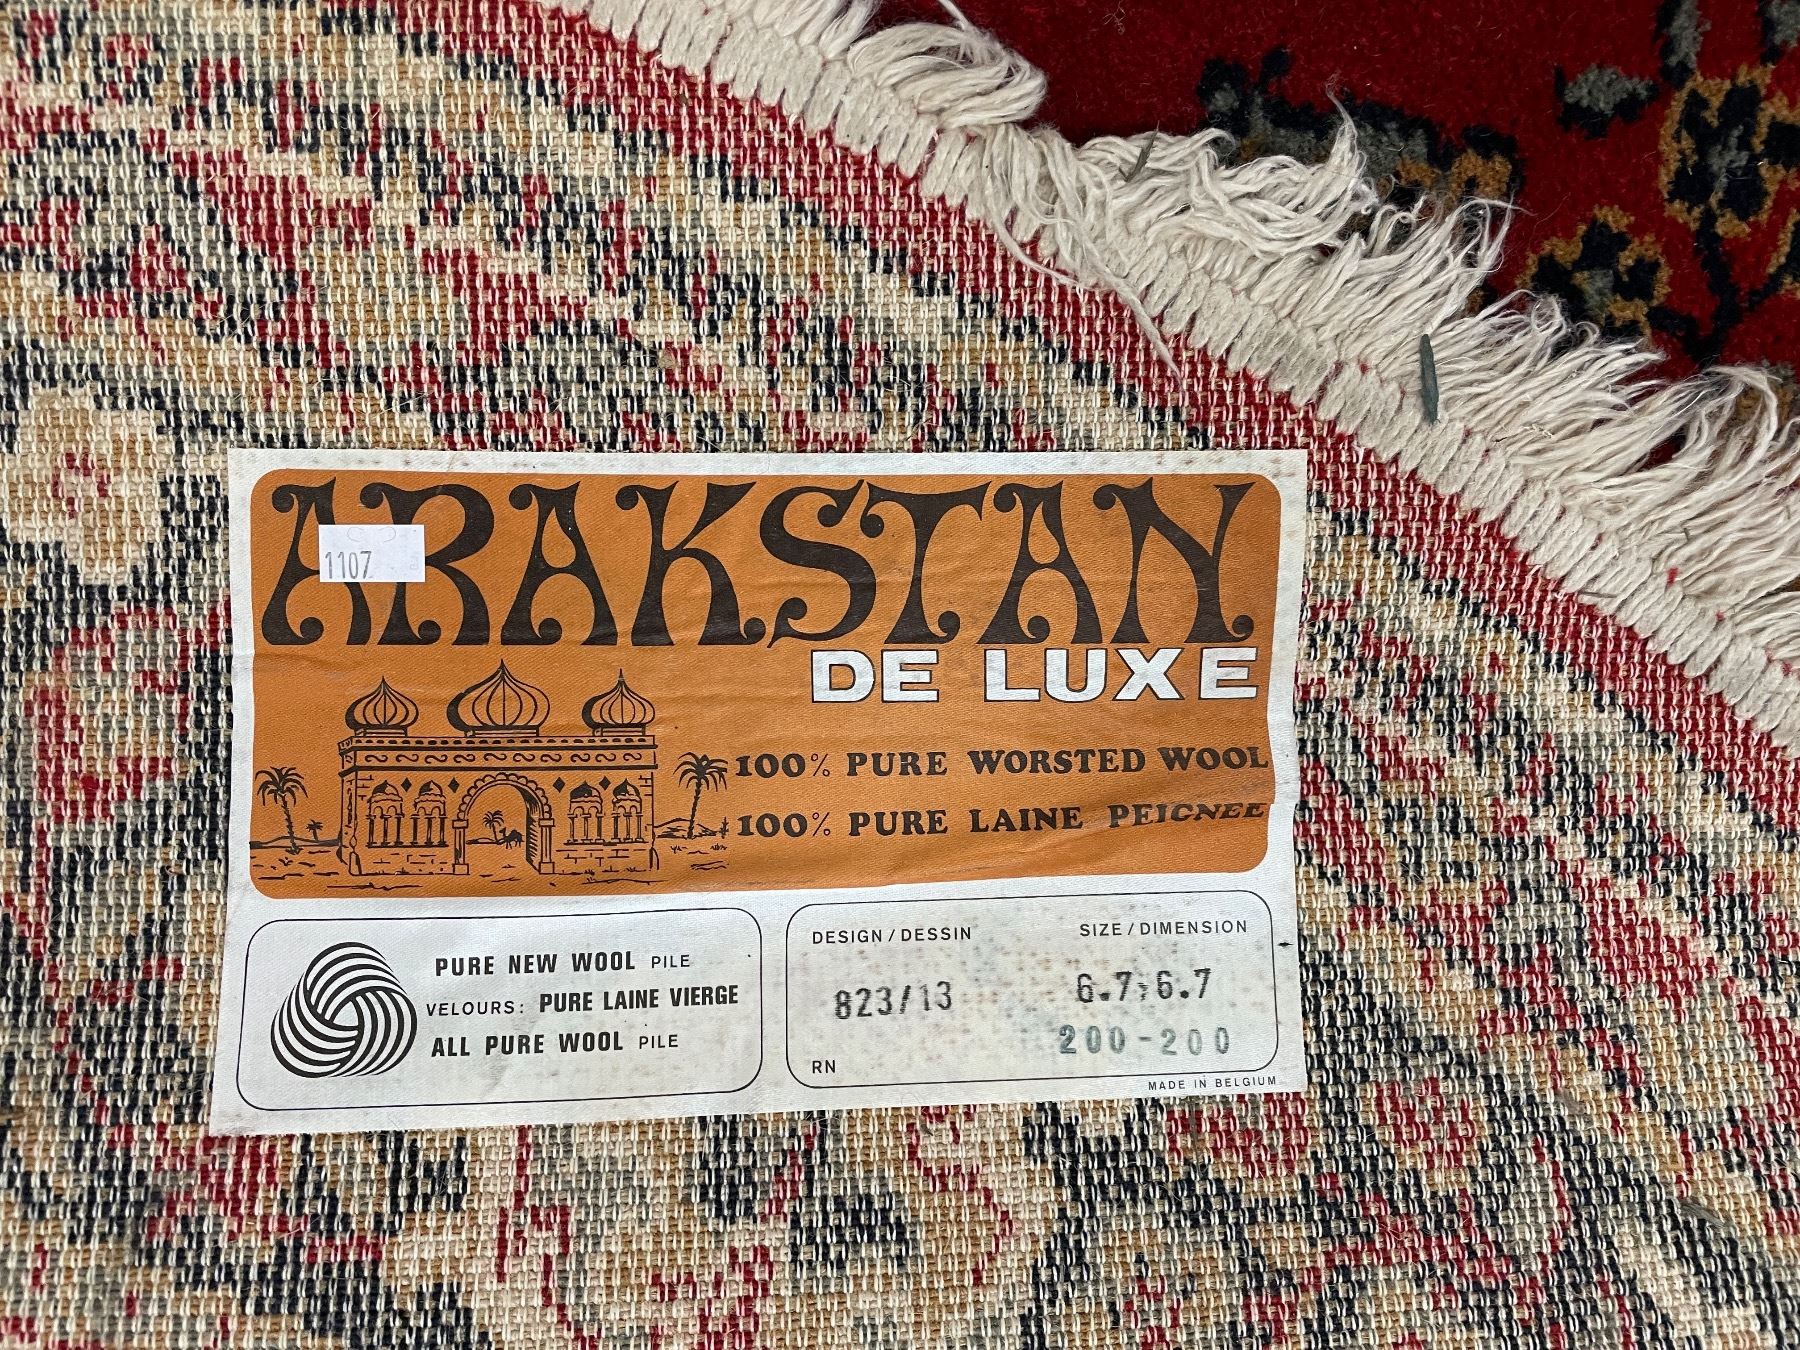 ARAKSTAN
1107
DE LUXE
100% PURE WORSTED WOOL
100% PURE LAINE PEIGNEE
PURE NEW WOOL PILE
VELOURS: PURE LAINE VIERGE
ALL PURE WOOL PILE
DESIGN / DESSIN
SIZE / DIMENSION
823/13
6.7,6.7
200-200
RN
MADE IN BELGIUM